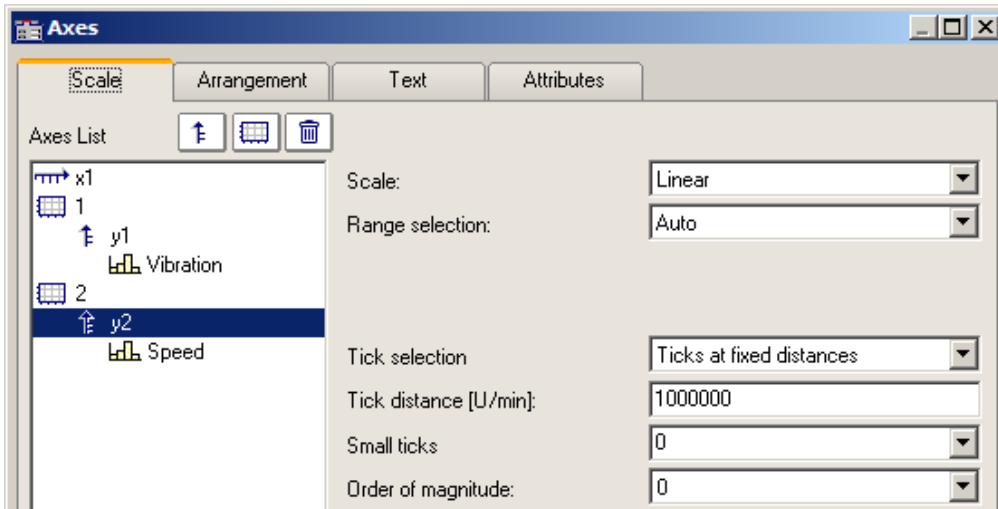 Axes
Scale Arrangement Text Attributes
Axes List
x1
Scale: Linear
1
Range selection: Auto
y1
Vibration
2
y2
Speed
Tick selection Ticks at fixed distances
Tick distance [U/min]: 1000000
Small ticks 0
Order of magnitude: 0